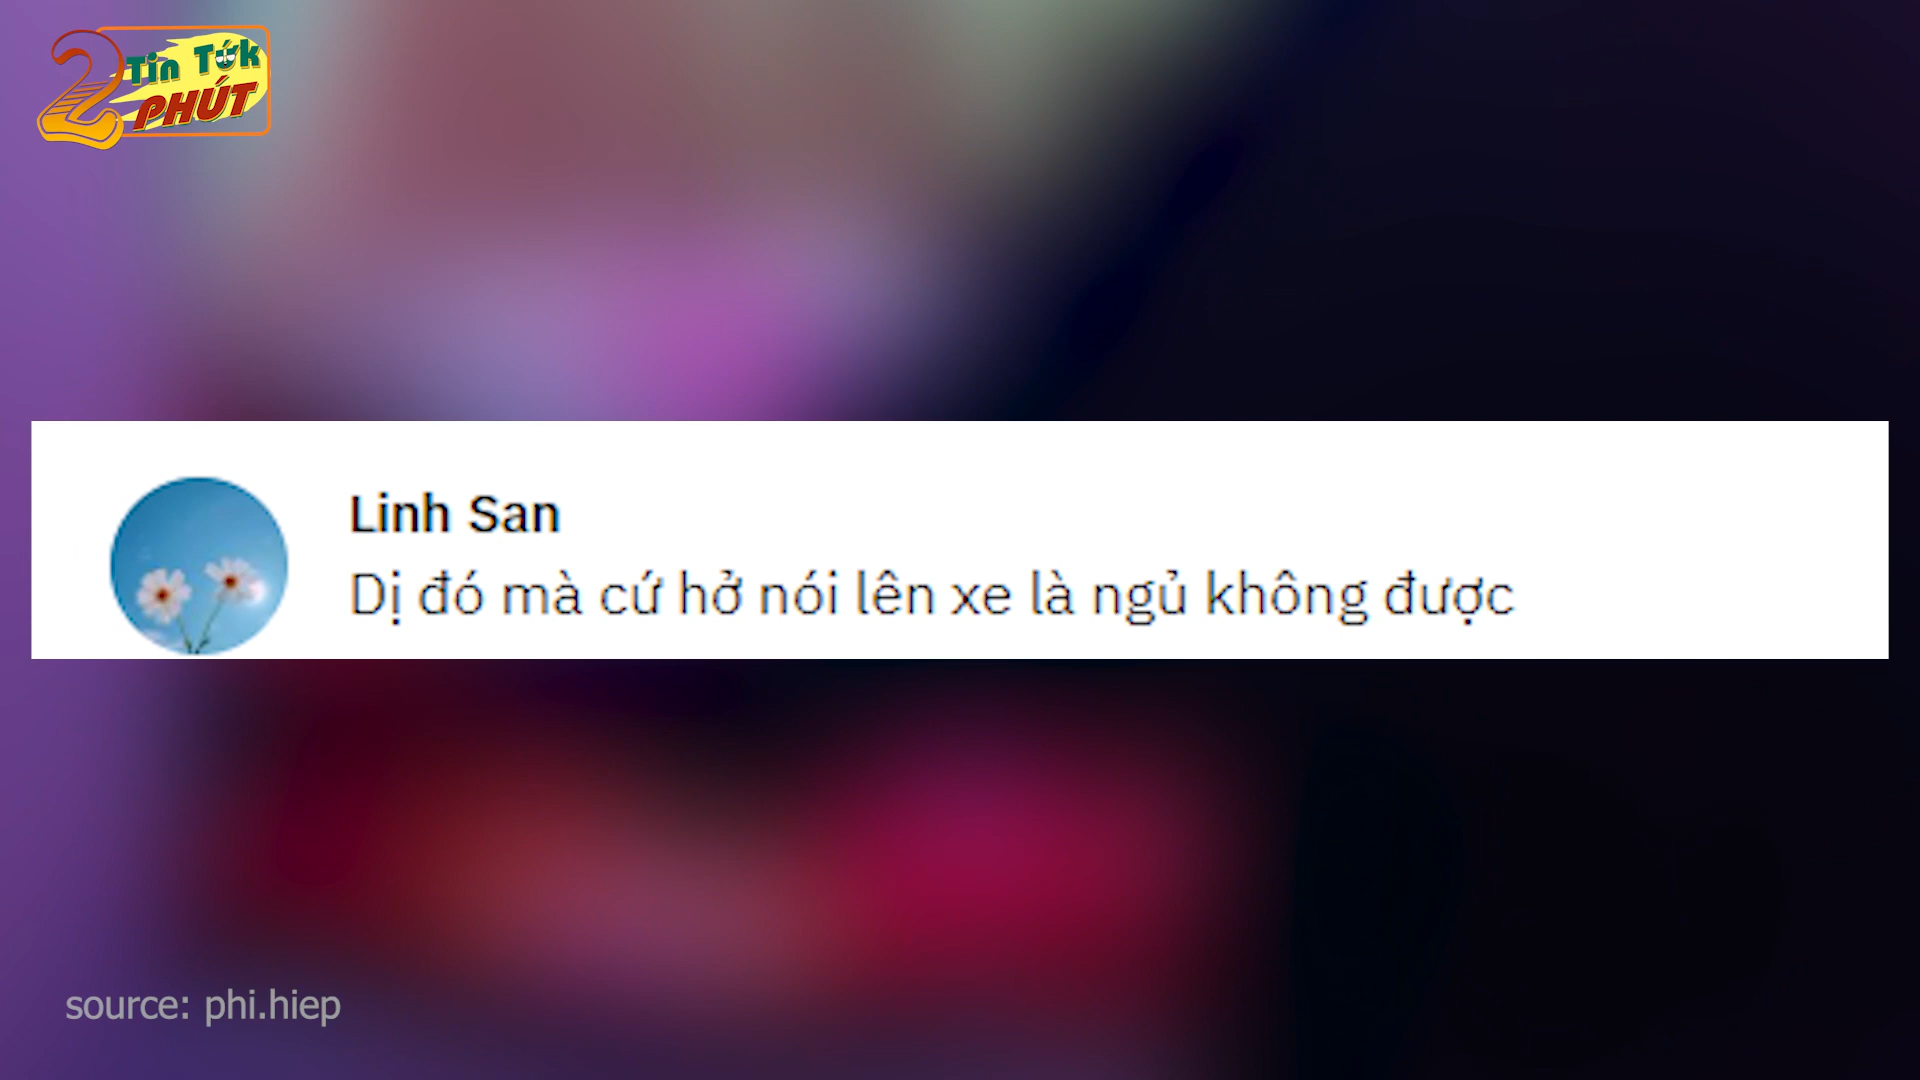 2 Tin Tứk
PHÚT
Linh San
Dị đó mà cứ hở nói lên xe là ngủ không được
source: phi.hiep